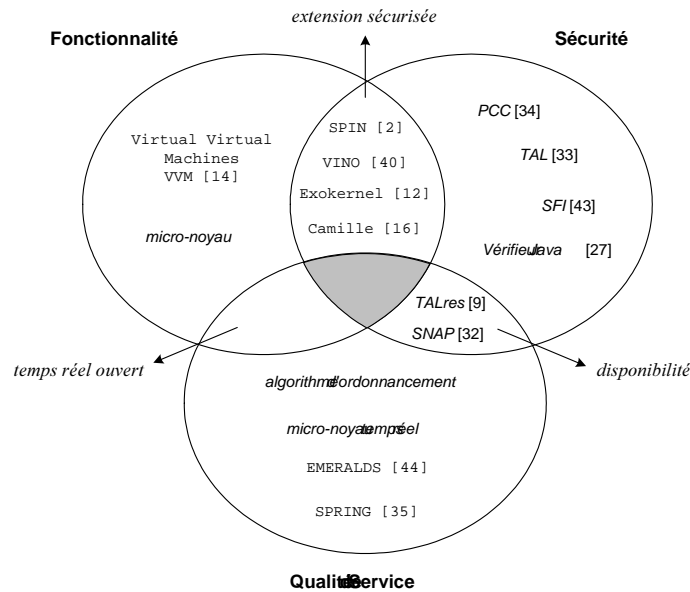 extension sécurisée
Fonctionnalité
Sécurité
PCC [34]
SPIN [2]
Virtual Virtual
Machines
VVM [14]
VINO [40]
TAL [33]
Exokernel [12]
SFI [43]
Camille [16]
micro-noyau
Vérifieur Java [27]
TALres [9]
SNAP [32]
temps réel ouvert
disponibilité
algorithme d'ordonnancement
micro-noyau temps réel
EMERALDS [44]
SPRING [35]
Qualité de Service